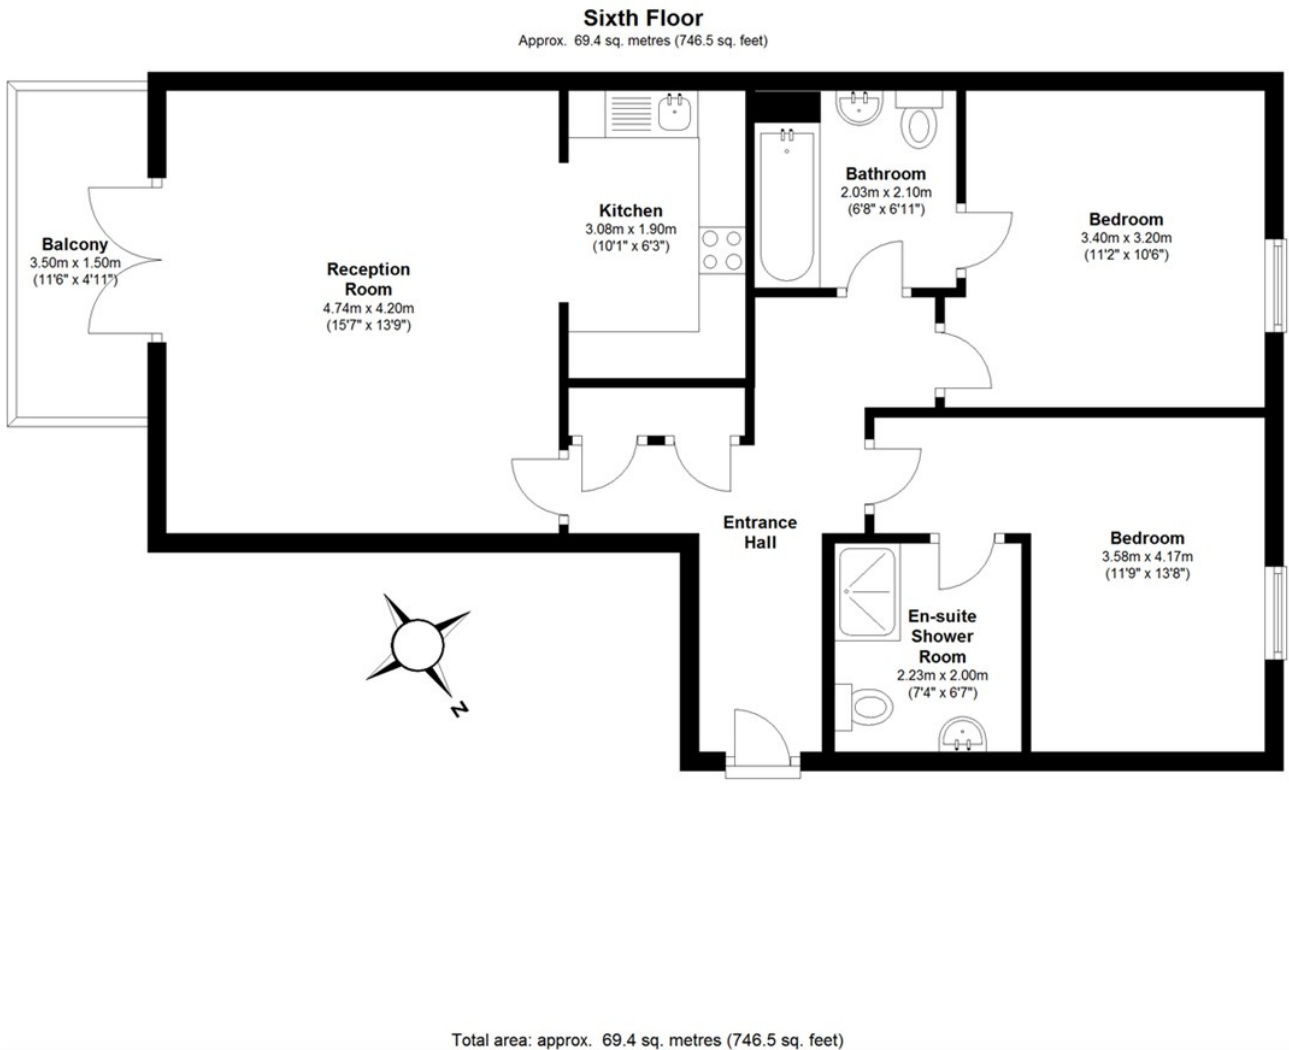 Sixth Floor
Approx. 69.4 sq. metres (746.5 sq. feet)
Balcony
3.50m x 1.50m
(11'6" x 4'11")
Reception
Room
4.74m x 4.20m
(15'7" x 13'9")
Kitchen
3.08m x 1.90m
(10'1" x 6'3")
Bathroom
2.03m x 2.10m
(6'8" x 6'11")
Bedroom
3.40m x 3.20m
(11'2" x 10'6")
Entrance
Hall
Bedroom
3.58m x 4.17m
(11'9" x 13'8")
En-suite
Shower
Room
2.23m x 2.00m
(7'4" x 6'7")
N
Total area: approx. 69.4 sq. metres (746.5 sq. feet)